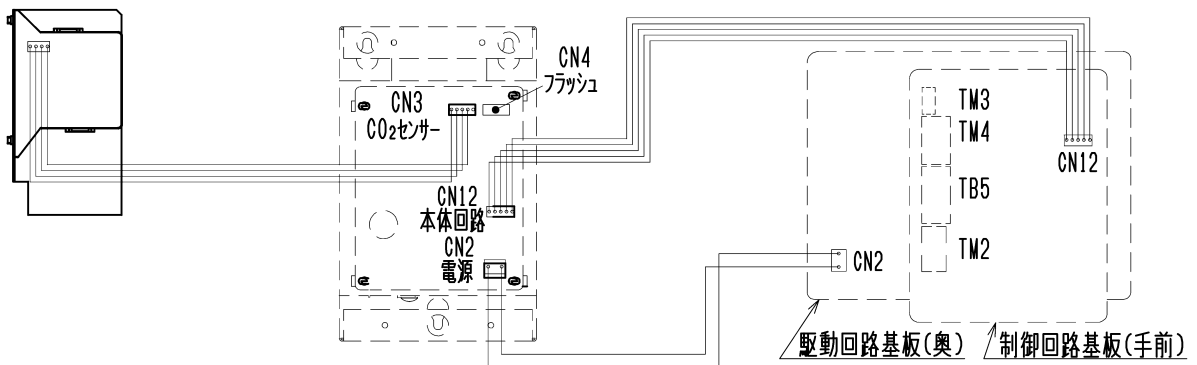 CN4
フラッシュ
CN3
CO₂センサー
CN12
本体回路
CN2
電源
TM3
TM4
TB5
TM2
CN12
CN2
駆動回路基板(奥)
制御回路基板(手前)